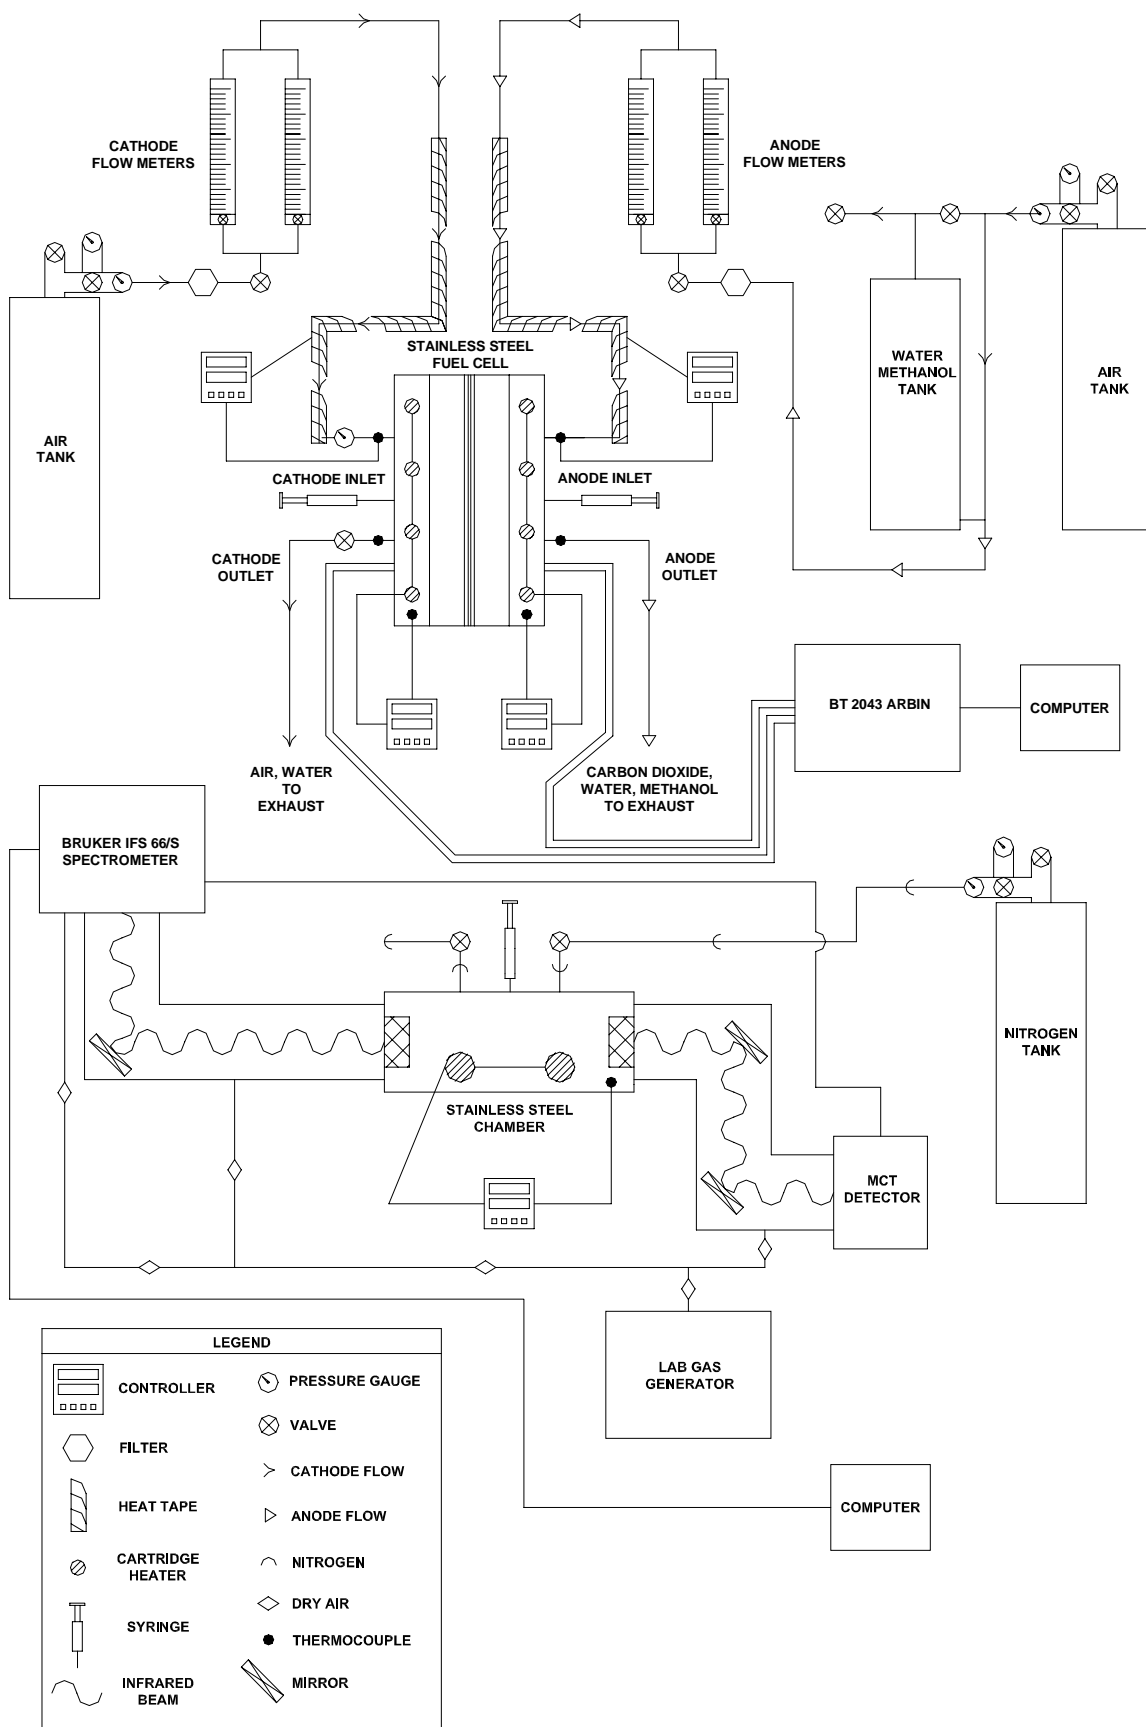 CATHODE
FLOW METERS
ANODE
FLOW METERS
STAINLESS STEEL
FUEL CELL
WATER
METHANOL
TANK
AIR
TANK
AIR
TANK
CATHODE INLET
ANODE INLET
CATHODE
OUTLET
ANODE
OUTLET
BT 2043 ARBIN
COMPUTER
AIR, WATER
TO
EXHAUST
CARBON DIOXIDE,
WATER, METHANOL
TO EXHAUST
BRUKER IFS 66/S
SPECTROMETER
NITROGEN
TANK
STAINLESS STEEL
CHAMBER
MCT
DETECTOR
LAB GAS
GENERATOR
COMPUTER
LEGEND
CONTROLLER
FILTER
HEAT TAPE
CARTRIDGE
HEATER
SYRINGE
INFRARED
BEAM
PRESSURE GAUGE
VALVE
CATHODE FLOW
ANODE FLOW
NITROGEN
DRY AIR
THERMOCOUPLE
MIRROR